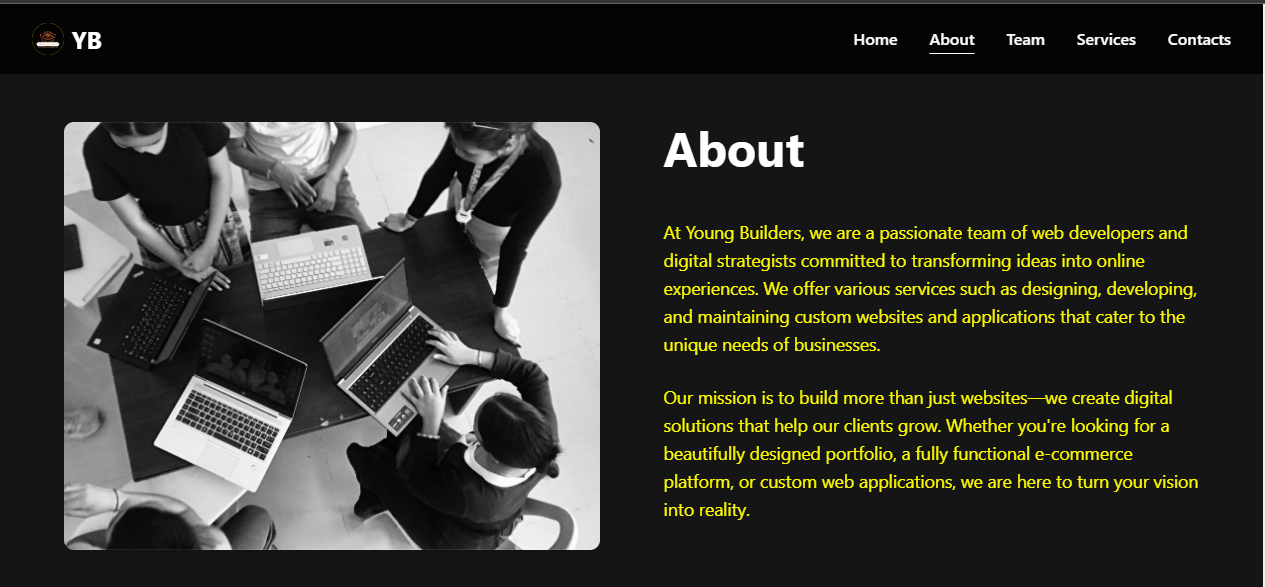 YB
Home About Team Services Contacts
About
At Young Builders, we are a passionate team of web developers and
digital strategists committed to transforming ideas into online
experiences. We offer various services such as designing, developing,
and maintaining custom websites and applications that cater to the
unique needs of businesses.
Our mission is to build more than just websites—we create digital
solutions that help our clients grow. Whether you're looking for a
beautifully designed portfolio, a fully functional e-commerce
platform, or custom web applications, we are here to turn your vision
into reality.